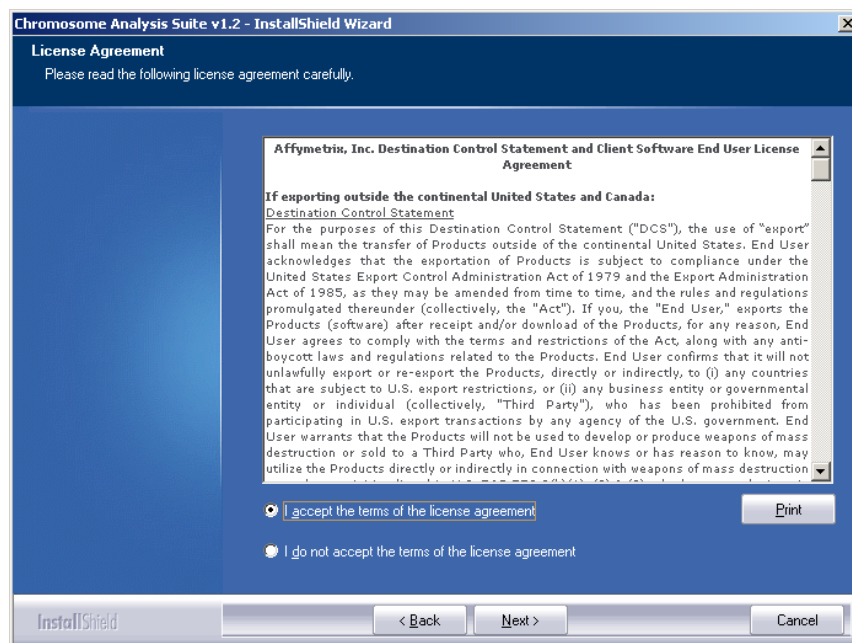 Chromosome Analysis Suite v1.2 - InstallShield Wizard
License Agreement
Please read the following license agreement carefully.
Affymetrix, Inc. Destination Control Statement and Client Software End User License
Agreement
If exporting outside the continental United States and Canada:
Destination Control Statement
For the purposes of this Destination Control Statement ("DCS"), the use of “export”
shall mean the transfer of Products outside of the continental United States. End User
acknowledges that the exportation of Products is subject to compliance under the
United States Export Control Administration Act of 1979 and the Export Administration
Act of 1985, as they may be amended from time to time, and the rules and regulations
promulgated thereunder (collectively, the "Act"). If you, the "End User," exports the
Products (software) after receipt and/or download of the Products, for any reason, End
User agrees to comply with the terms and restrictions of the Act, along with any anti-
boycott laws and regulations related to the Products. End User confirms that it will not
unlawfully export or re-export the Products, directly or indirectly, to (i) any countries
that are subject to U.S. export restrictions, or (ii) any business entity or governmental
entity or individual (collectively, "Third Party"), who has been prohibited from
participating in U.S. export transactions by any agency of the U.S. government. End
User warrants that the Products will not be used to develop or produce weapons of mass
destruction or sold to a Third Party who, End User knows or has reason to know, may
utilize the Products directly or indirectly in connection with weapons of mass destruction
I accept the terms of the license agreement
Print
I do not accept the terms of the license agreement
InstallShield
< Back
Next >
Cancel